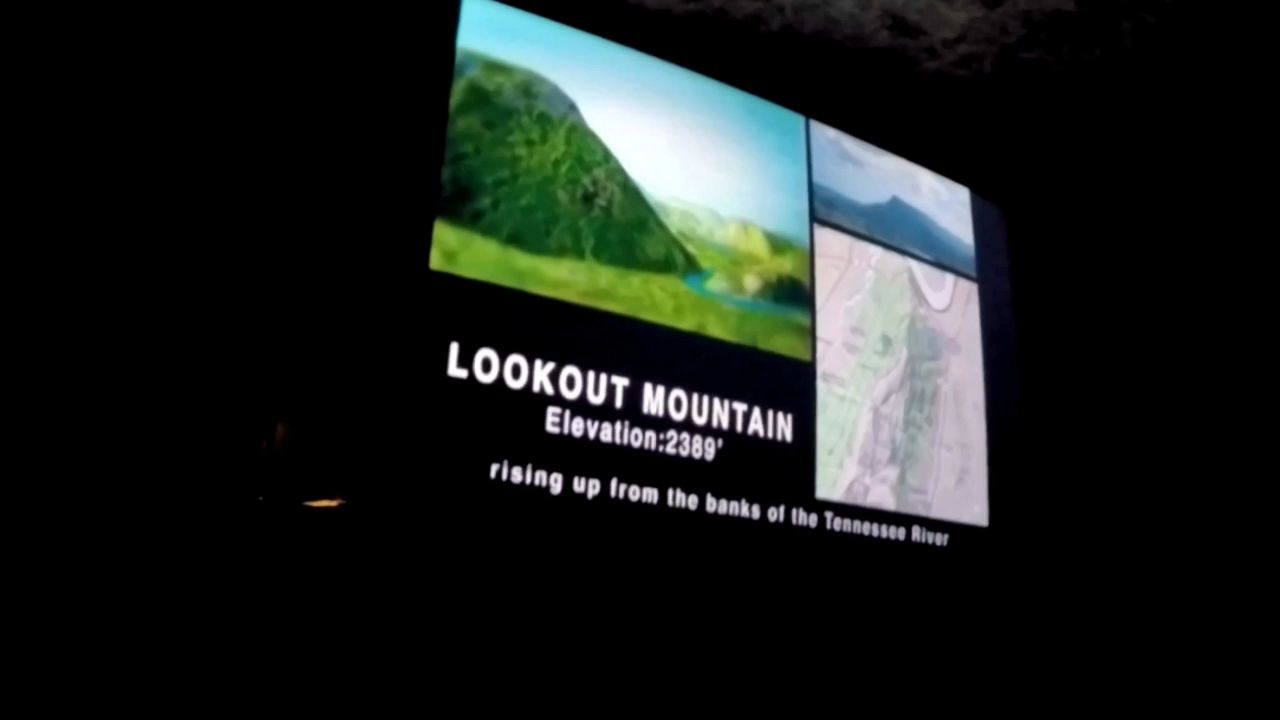 LOOKOUT MOUNTAIN
Elevation:2389'
rising up from the banks of the Tennessee River